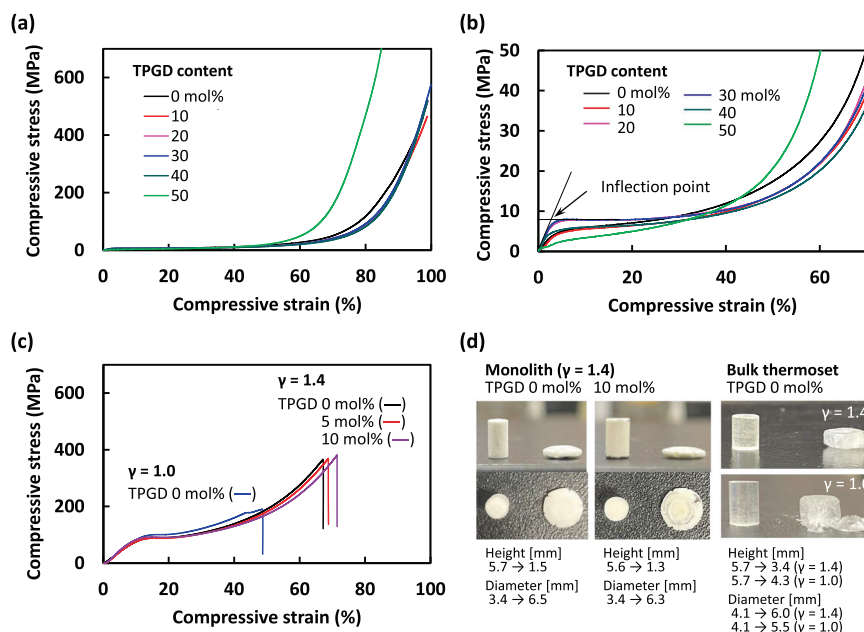 (a)
600
400
200
0
Compressive stress (MPa)
TPGD content
0 mol%
10
20
30
40
50
0 20 40 60 80 100
Compressive strain (%)
(b)
50
40
30
20
10
0
Compressive stress (MPa)
TPGD content
0 mol%
10
20
30 mol%
40
50
Inflection point
0 20 40 60
Compressive strain (%)
(c)
600
400
200
0
Compressive stress (MPa)
γ = 1.4
TPGD 0 mol% (—)
5 mol% (—)
10 mol% (—)
γ = 1.0
TPGD 0 mol% (—)
0 20 40 60 80 100
Compressive strain (%)
(d)
Monolith (γ = 1.4)
TPGD 0 mol% 10 mol%
Height [mm]
5.7 → 1.5
Diameter [mm]
3.4 → 6.5
Height [mm]
5.6 → 1.3
Diameter [mm]
3.4 → 6.3
Bulk thermoset
TPGD 0 mol%
γ = 1.4
γ = 1.0
Height [mm]
5.7 → 3.4 (γ = 1.4)
5.7 → 4.3 (γ = 1.0)
Diameter [mm]
4.1 → 6.0 (γ = 1.4)
4.1 → 5.5 (γ = 1.0)